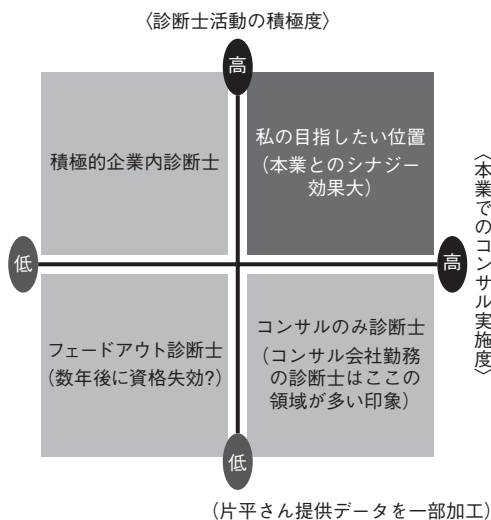 〈診断士活動の積極度〉
高
積極的企業内診断士
私の目指したい位置
(本業とのシナジー
効果大)
〈本業でのコンサル実施度〉
低
高
フェードアウト診断士
(数年後に資格失効?)
コンサルのみ診断士
(コンサル会社勤務
の診断士はここの
領域が多い印象)
低
(片平さん提供データを一部加工)